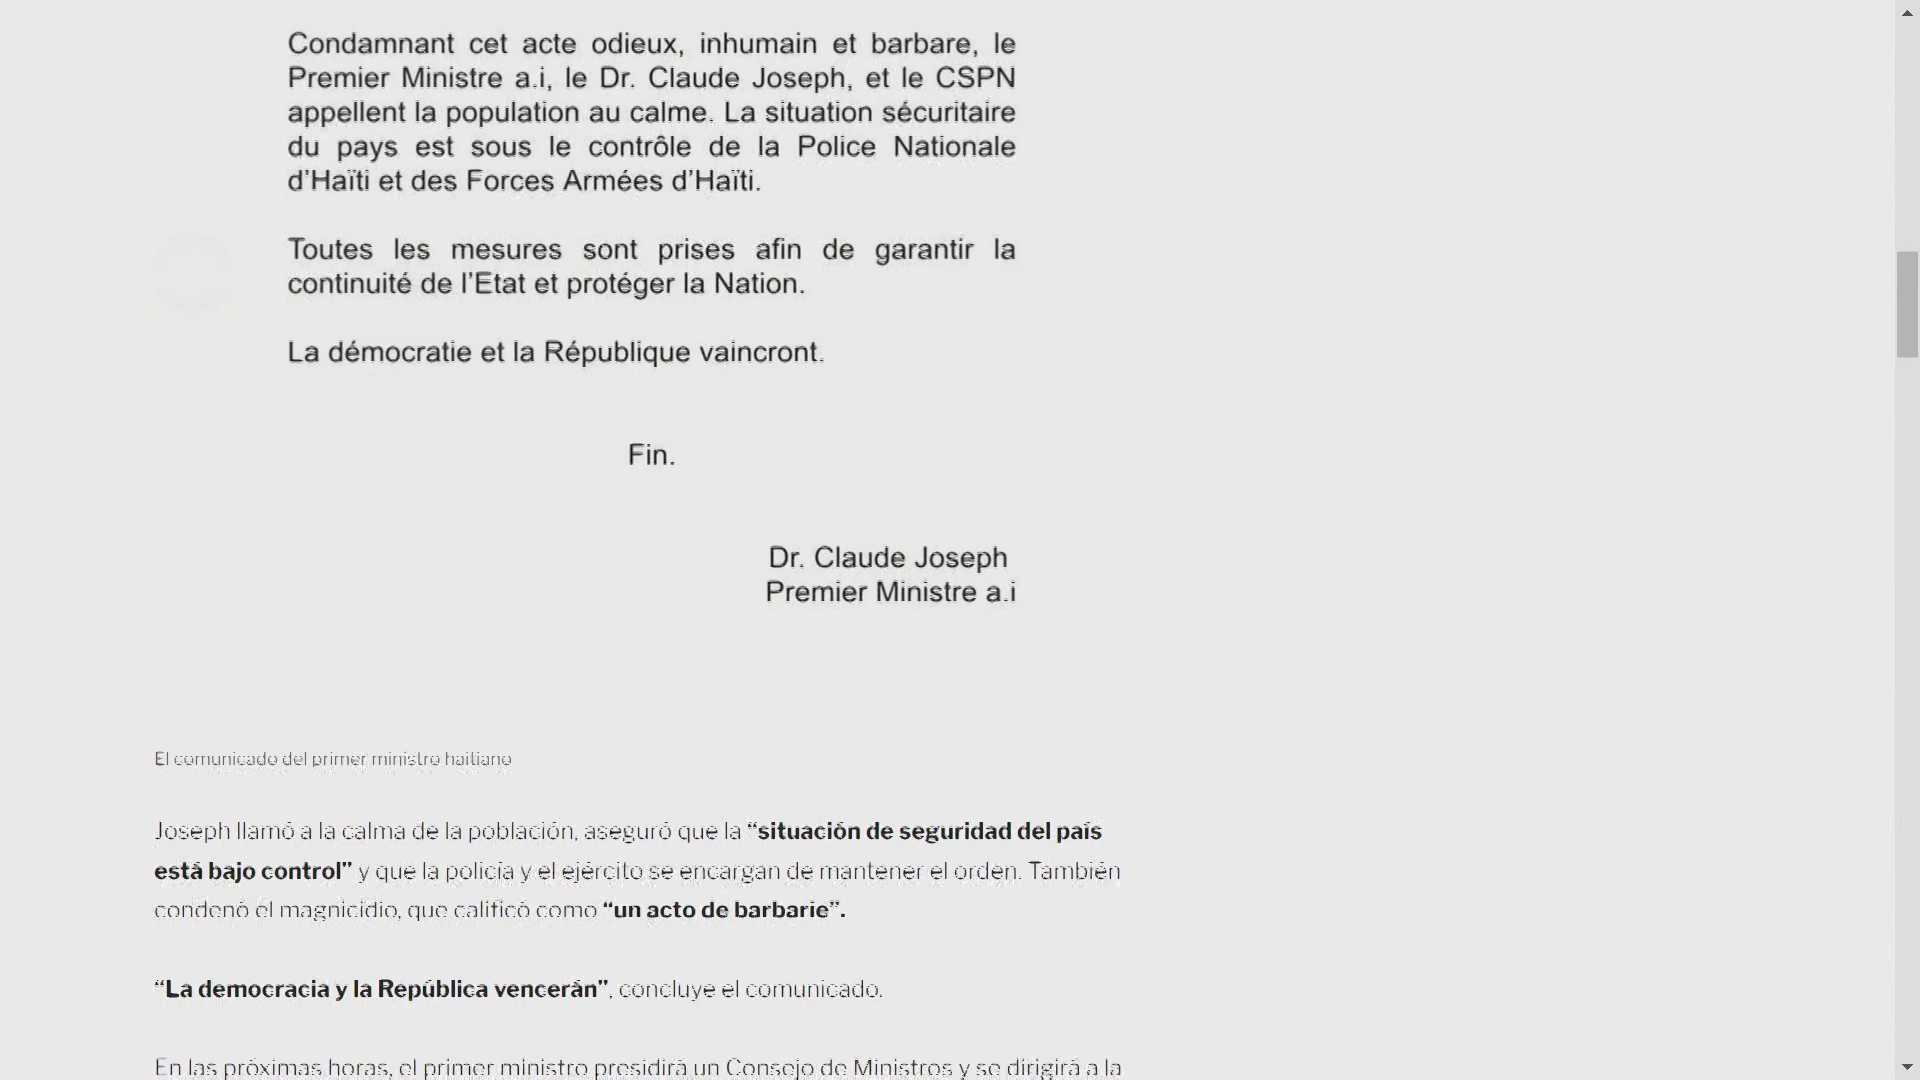 Condamnant cet acte odieux, inhumain et barbare, le
Premier Ministre a.i, le Dr. Claude Joseph, et le CSPN
appellent la population au calme. La situation sécuritaire
du pays est sous le contrôle de la Police Nationale
d’Haïti et des Forces Armées d’Haïti.
Toutes les mesures sont prises afin de garantir la
continuité de l’Etat et protéger la Nation.
La démocratie et la République vaincront.
Fin.
Dr. Claude Joseph
Premier Ministre a.i
El comunicado del primer ministro haitiano
Joseph llamó a la calma de la población, aseguró que la “situación de seguridad del país
está bajo control” y que la policía y el ejército se encargan de mantener el orden. También
condenó el magnicidio, que calificó como “un acto de barbarie”.
“La democracia y la República vencerán”, concluye el comunicado.
En las próximas horas, el primer ministro presidirá un Consejo de Ministros y se dirigirá a la